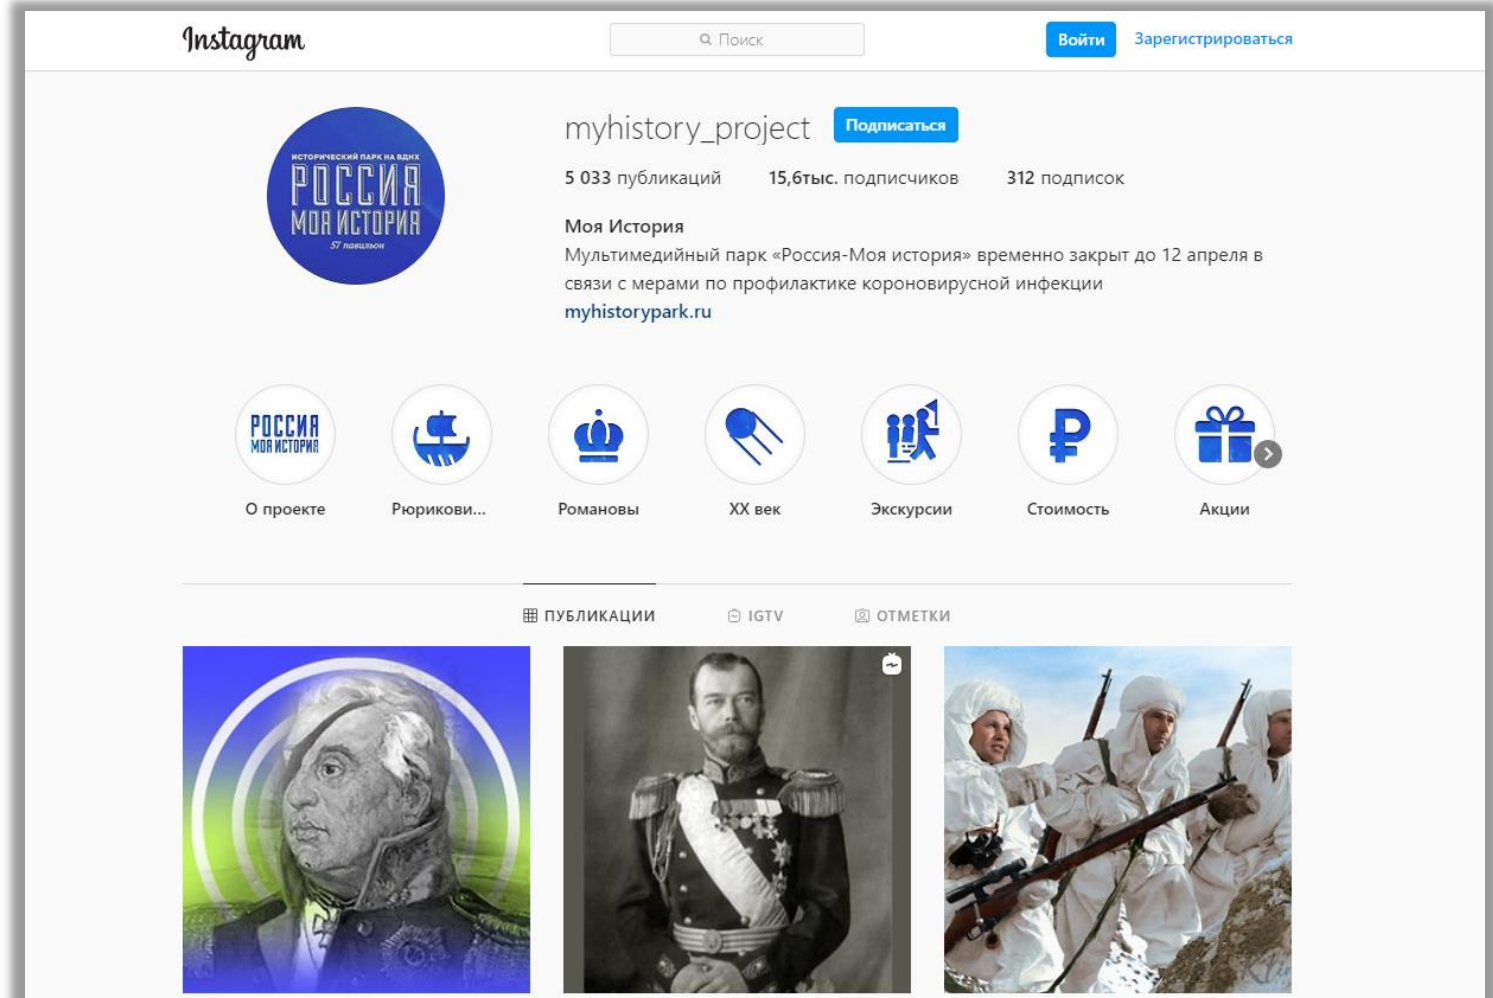 Instagram
Поиск
Войти
Зарегистрироваться
ИСТОРИЧЕСКИЙ ПАРК НА ВДНХ
РОССИЯ
МОЯ ИСТОРИЯ
57 павильон
myhistory_project
Подписаться
5 033 публикаций 15,6тыс. подписчиков 312 подписок
Моя История
Мультимедийный парк «Россия-Моя история» временно закрыт до 12 апреля в
связи с мерами по профилактике короновирусной инфекции
myhistorypark.ru
РОССИЯ
МОЯ ИСТОРИЯ
О проекте Рюрикови... Романовы XX век Экскурсии Стоимость Акции
ПУБЛИКАЦИИ IGTV ОТМЕТКИ